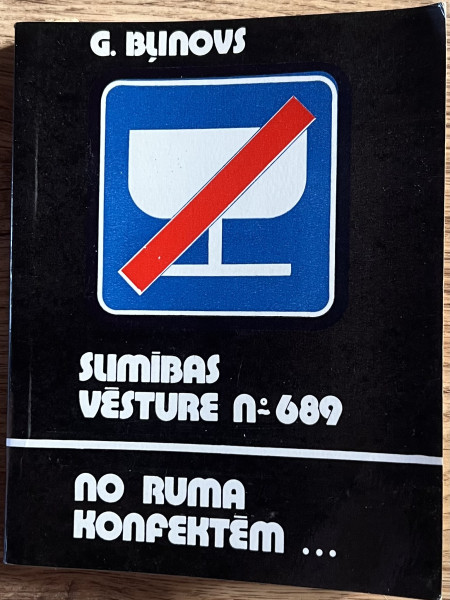 G. BĻINOVS
SLIMĪBAS
VĒSTURE Nº 689
NO RUMA
KONFEKTĒM ...